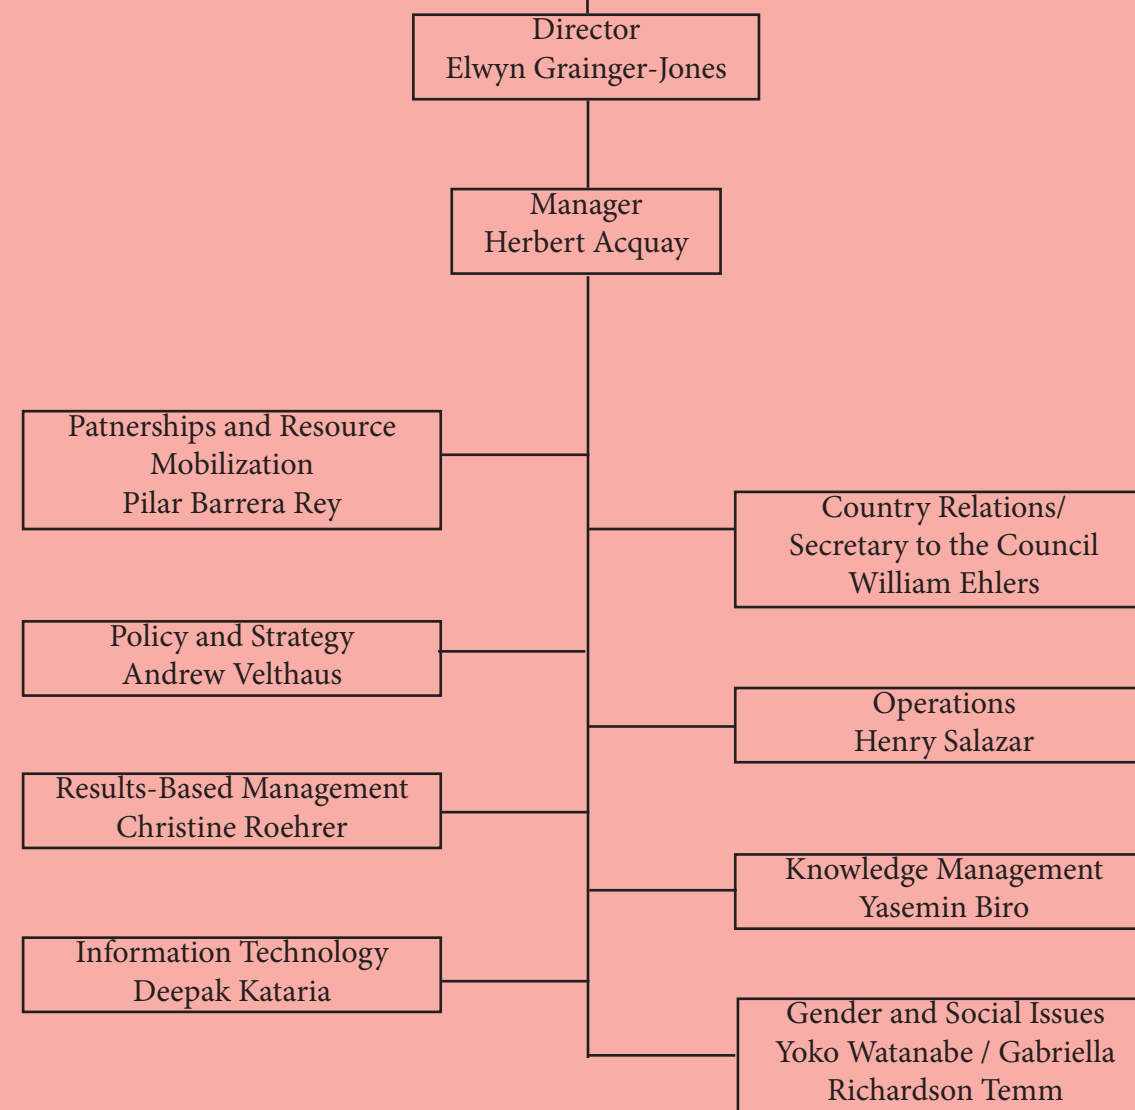 Director
Elwyn Grainger-Jones
Manager
Herbert Acquay
Patnerships and Resource
Mobilization
Pilar Barrera Rey
Country Relations/
Secretary to the Council
William Ehlers
Policy and Strategy
Andrew Velthaus
Operations
Henry Salazar
Results-Based Management
Christine Roehrer
Knowledge Management
Yasemin Biro
Information Technology
Deepak Kataria
Gender and Social Issues
Yoko Watanabe / Gabriella
Richardson Temm